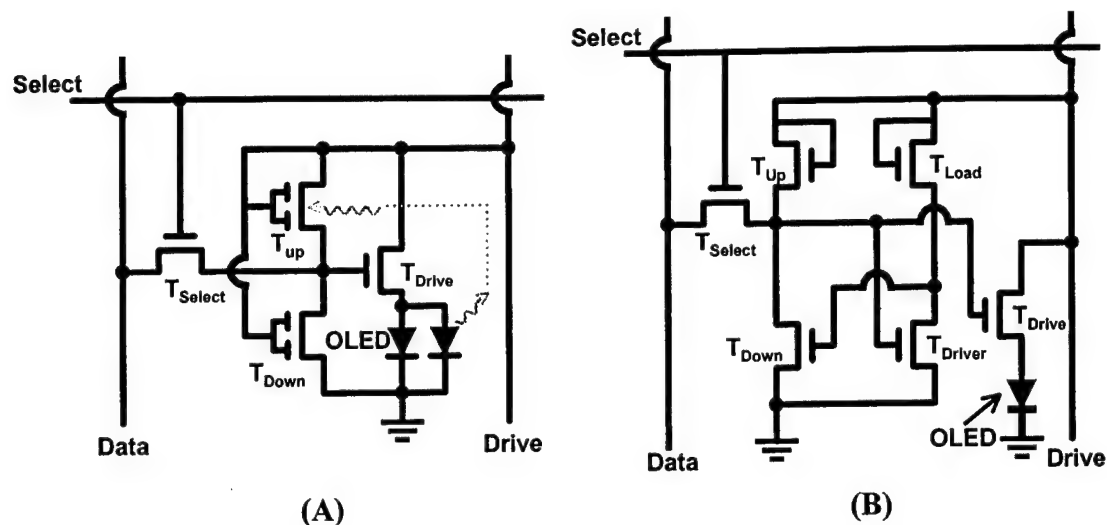 Select
T_up
T_Select
T_Drive
OLED
T_Down
Data
Drive
(A)
Select
T_Up
T_Load
T_Select
T_Drive
T_Down
T_Driver
OLED
Data
Drive
(B)